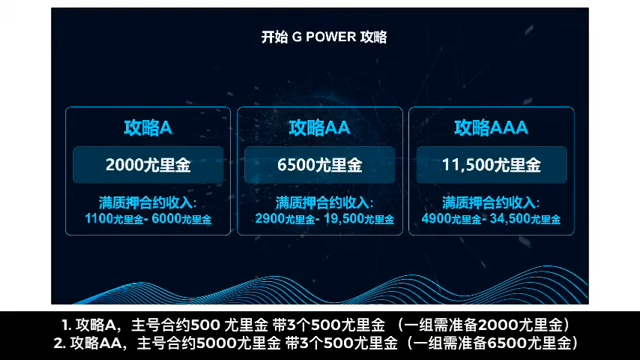 开始 G POWER 攻略
攻略A
2000尤里金
满质押合约收入:
1100尤里金- 6000尤里金
攻略AA
6500尤里金
满质押合约收入:
2900尤里金- 19,500尤里金
攻略AAA
11,500尤里金
满质押合约收入:
4900尤里金- 34,500尤里金
1. 攻略A，主号合约500 尤里金 带3个500尤里金 （一组需准备2000尤里金）
2. 攻略AA，主号合约5000尤里金 带3个500尤里金（一组需准备6500尤里金）